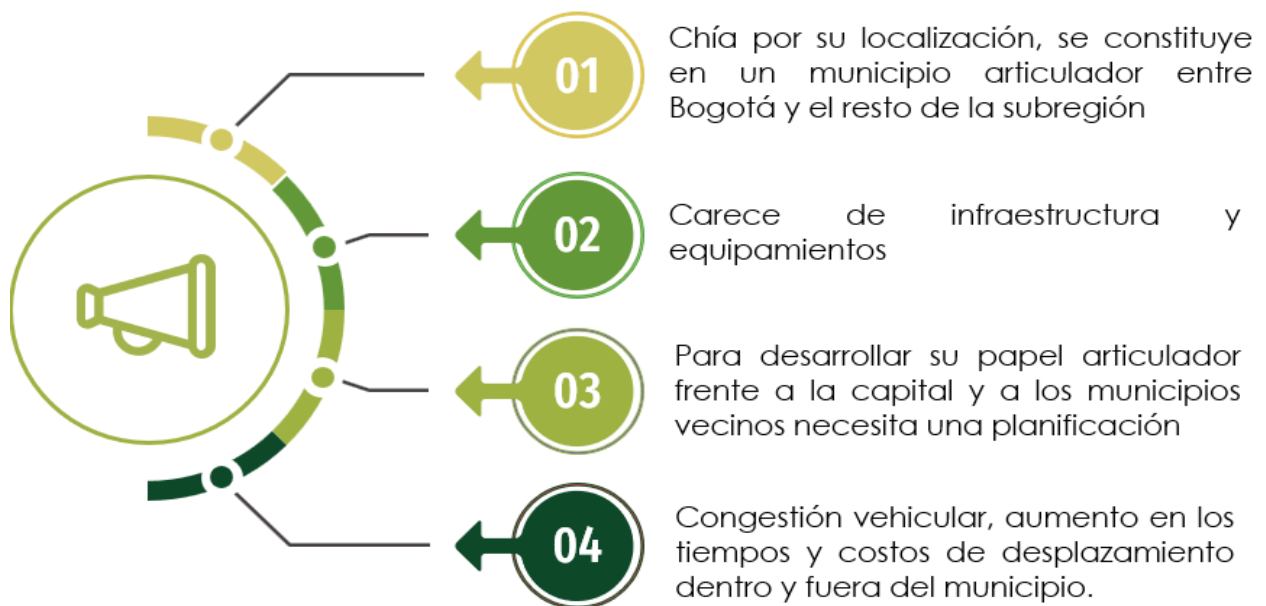 01
Chía por su localización, se constituye
en un municipio articulador entre
Bogotá y el resto de la subregión
02
Carece de infraestructura y
equipamientos
03
Para desarrollar su papel articulador
frente a la capital y a los municipios
vecinos necesita una planificación
04
Congestión vehicular, aumento en los
tiempos y costos de desplazamiento
dentro y fuera del municipio.